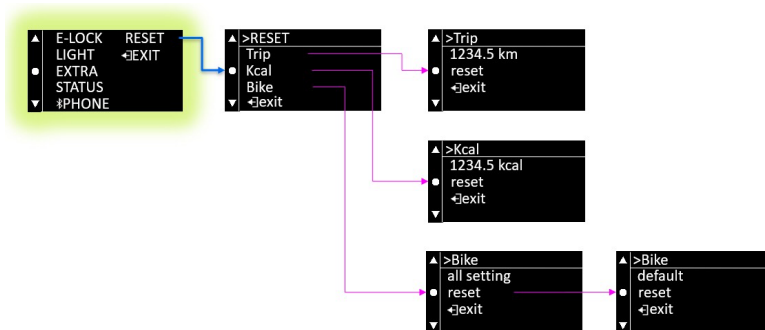 E-LOCK RESET
LIGHT EXIT
EXTRA
STATUS
PHONE
>RESET
Trip
Kcal
Bike
exit
>Trip
1234.5 km
reset
exit
>Kcal
1234.5 kcal
reset
exit
>Bike
all setting
reset
exit
>Bike
default
reset
exit